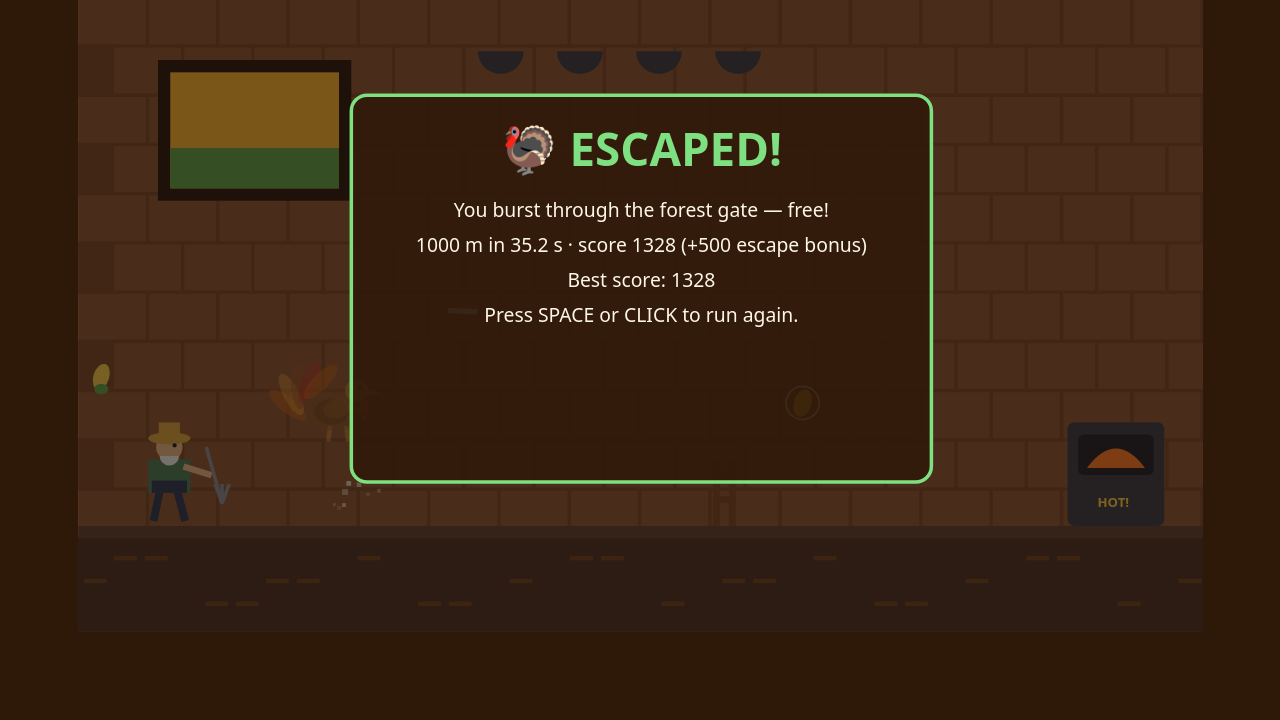 🦃 ESCAPED!
You burst through the forest gate — free!
1000 m in 35.2 s · score 1328 (+500 escape bonus)
Best score: 1328
Press SPACE or CLICK to run again.
HOT!